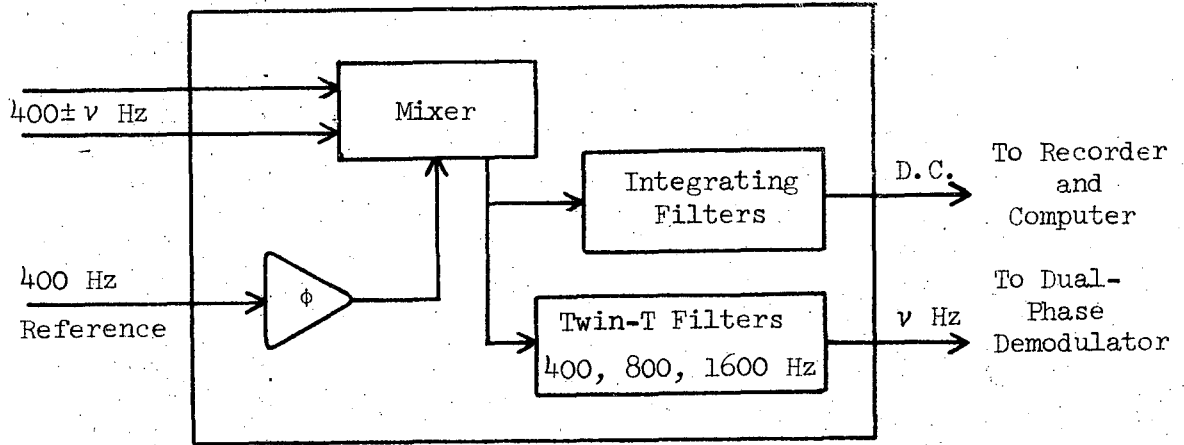 400± ν Hz
Mixer
Integrating
Filters
D.C.
To Recorder
and
Computer
400 Hz
Reference
φ
Twin-T Filters
400, 800, 1600 Hz
ν Hz
To Dual-
Phase
Demodulator